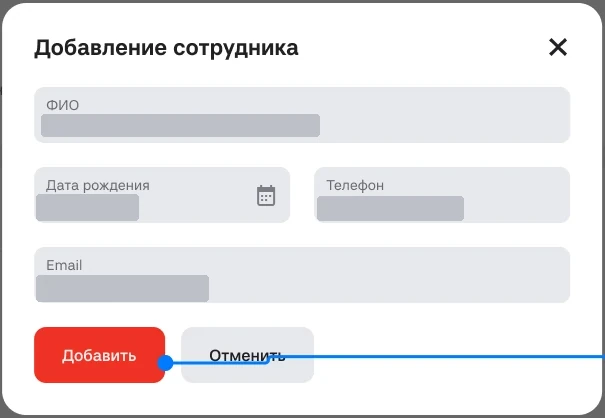 Добавление сотрудника
ФИО
Дата рождения
Телефон
Email
Добавить
Отменить